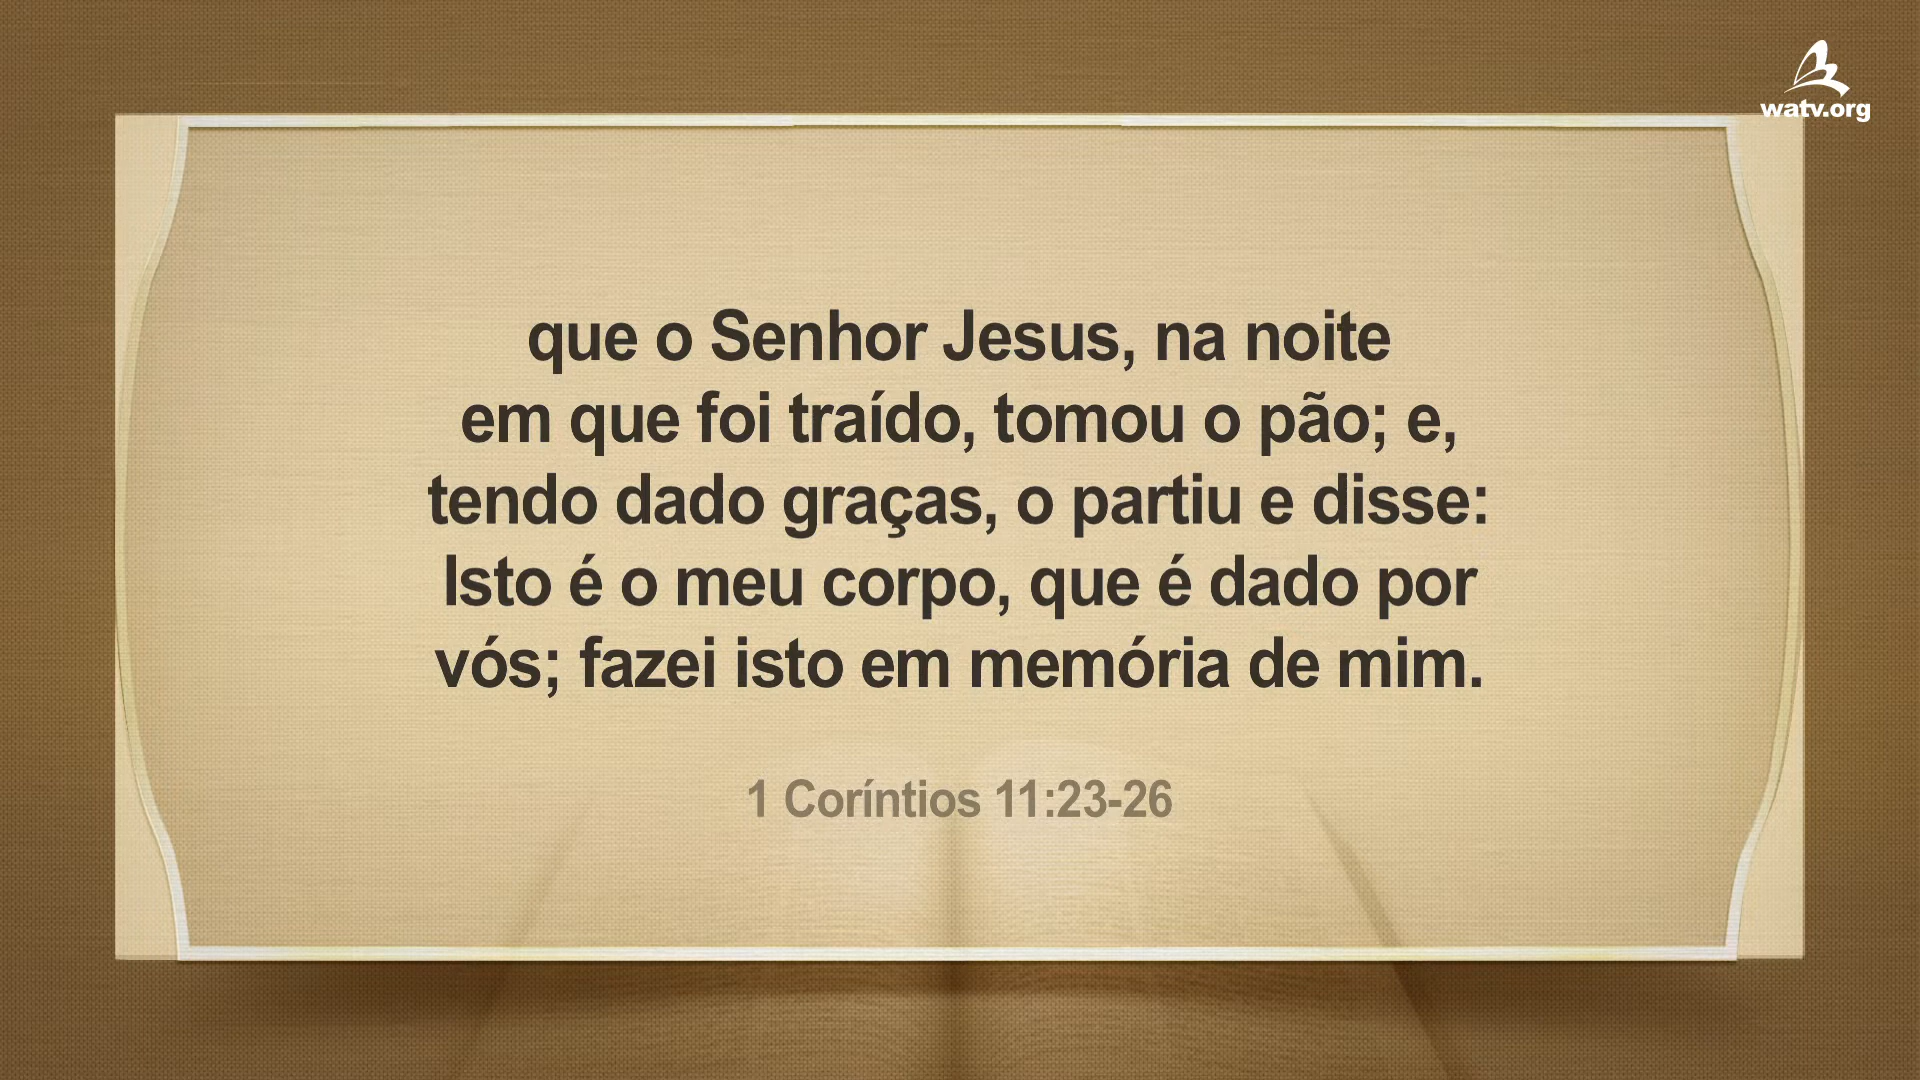 watv.org
que o Senhor Jesus, na noite
em que foi traído, tomou o pão; e,
tendo dado graças, o partiu e disse:
Isto é o meu corpo, que é dado por
vós; fazei isto em memória de mim.
1 Coríntios 11:23-26